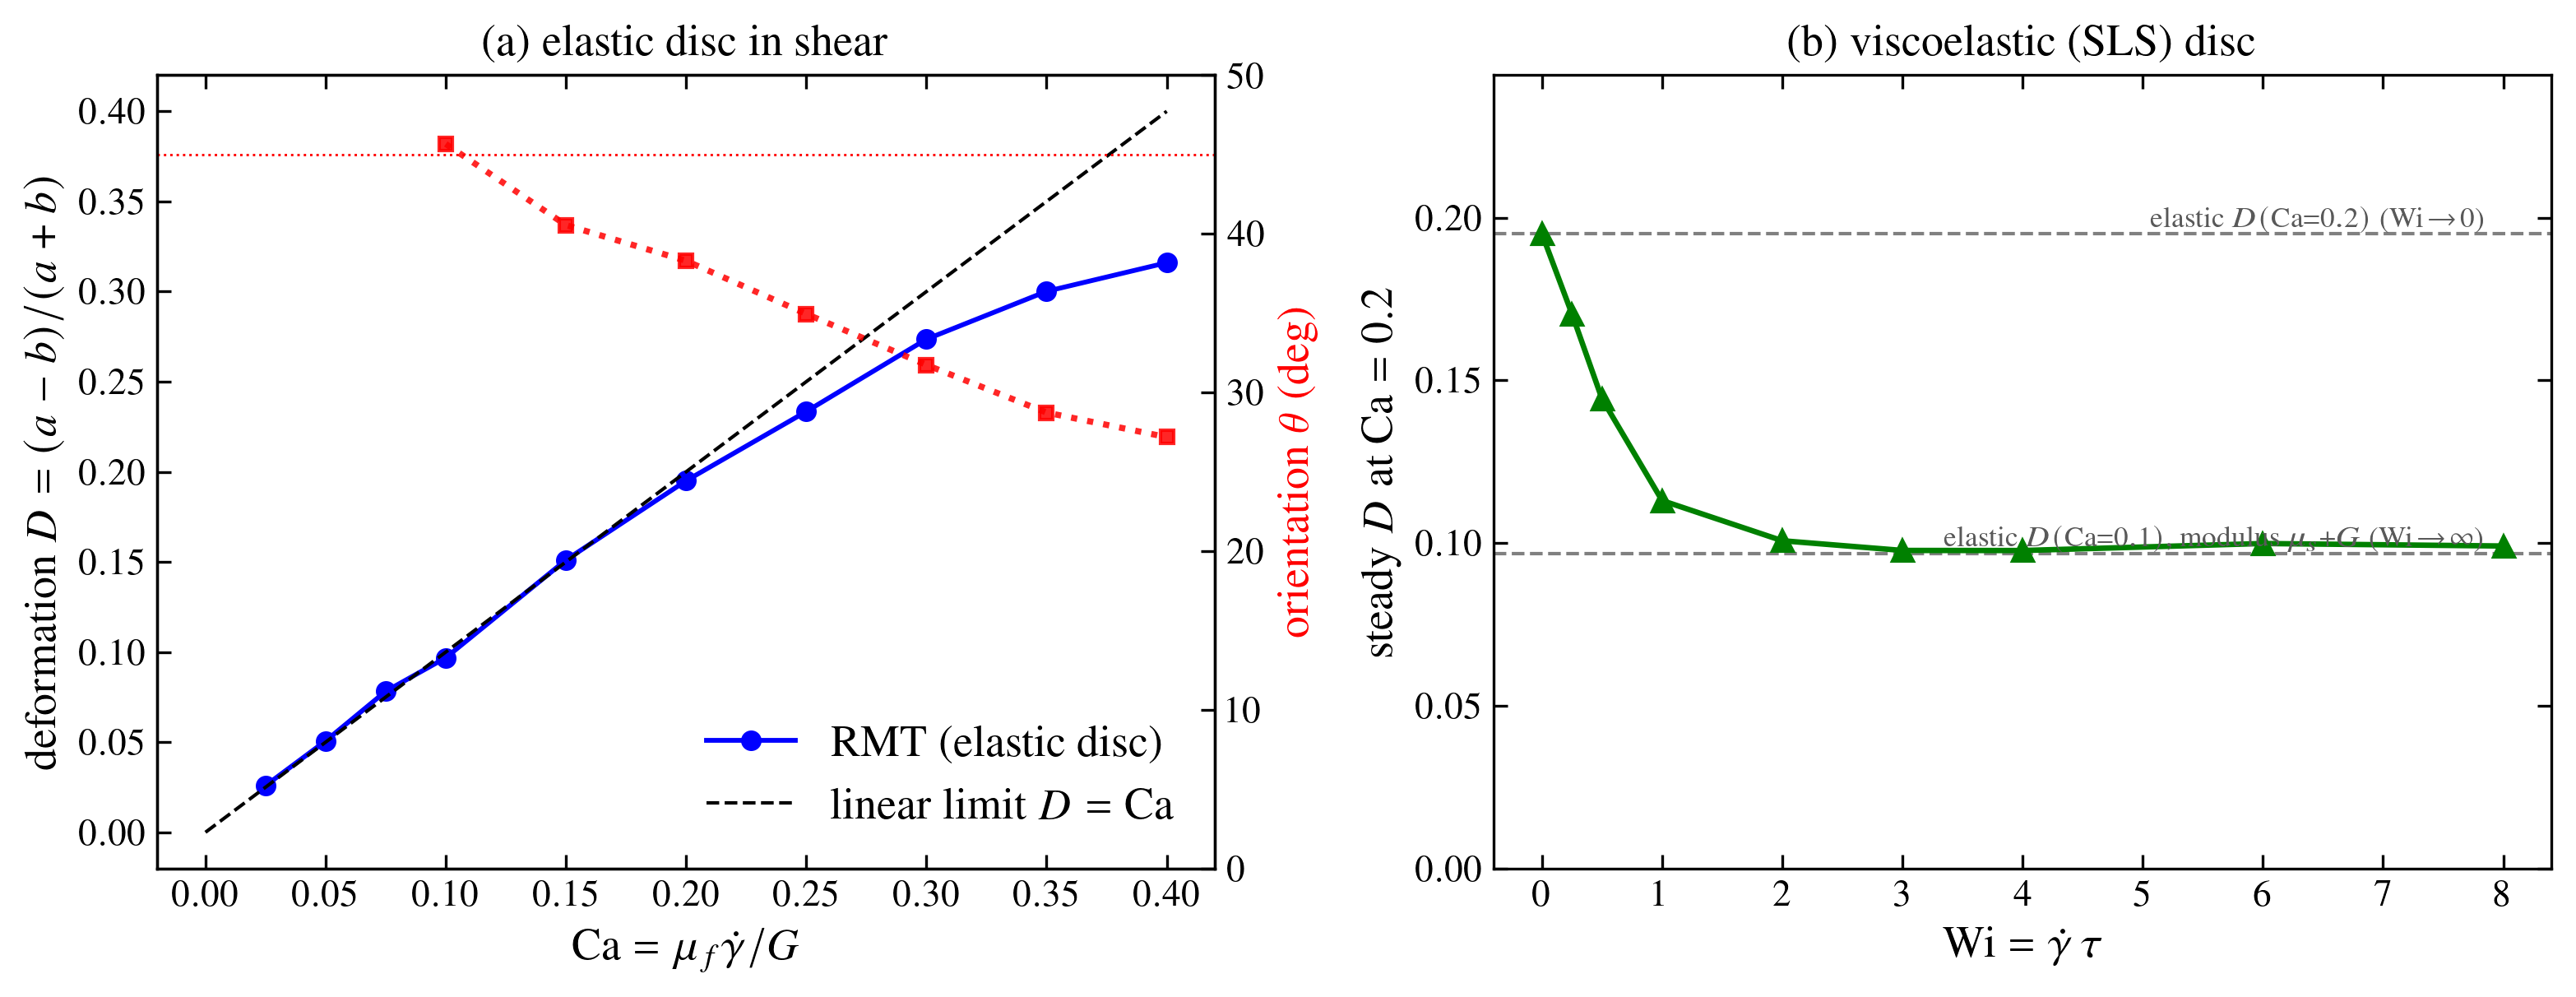 (a) elastic disc in shear
deformation D = (a − b)/(a + b)
0.40
0.35
0.30
0.25
0.20
0.15
0.10
0.05
0.00
50
40
30
20
10
0
orientation θ (deg)
RMT (elastic disc)
linear limit D = Ca
0.00 0.05 0.10 0.15 0.20 0.25 0.30 0.35 0.40
Ca = μ_f γ̇/G
(b) viscoelastic (SLS) disc
steady D at Ca = 0.2
0.20
0.15
0.10
0.05
0.00
elastic D(Ca=0.2) (Wi→0)
elastic D(Ca=0.1), modulus μ_s+G (Wi→∞)
0 1 2 3 4 5 6 7 8
Wi = γ̇ τ